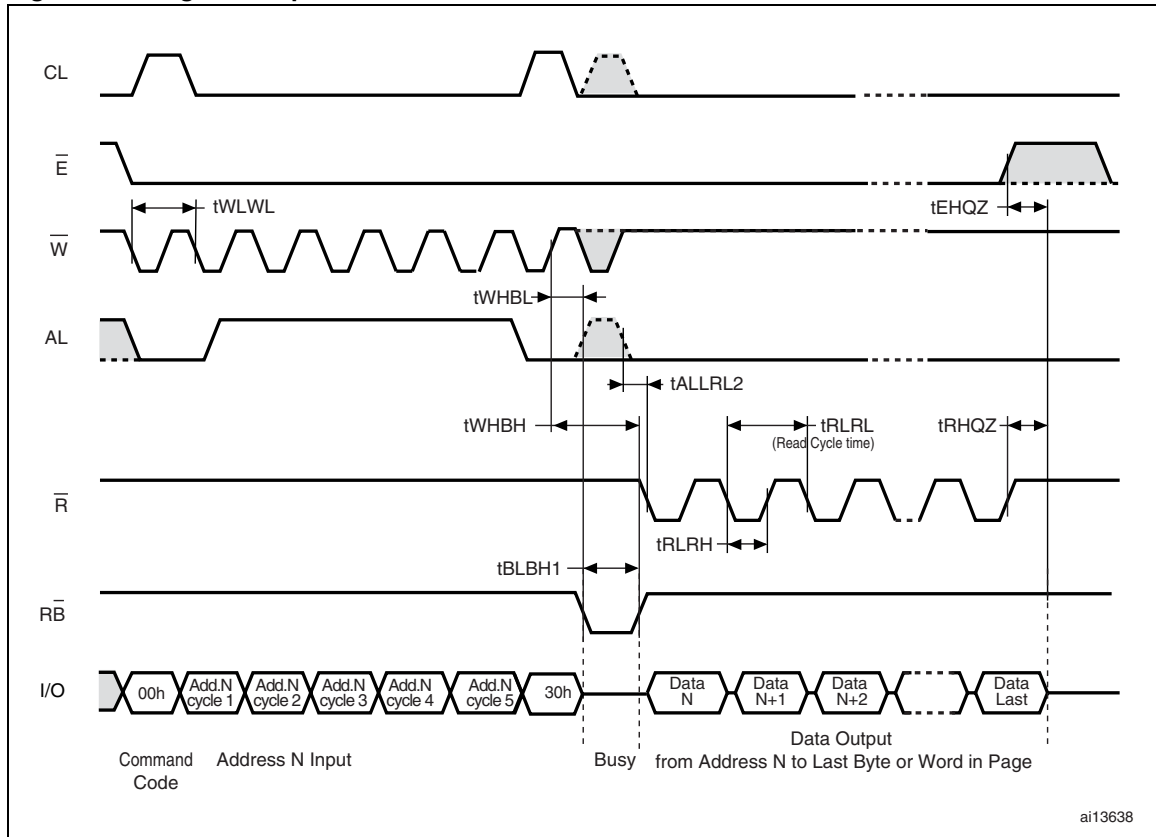 CL
E
tWLWL
tEHQZ
W
tWHBL
AL
tALLRL2
tWHBH
tRLRL
(Read Cycle time)
tRHQZ
R
tRLRH
tBLBH1
RB
I/O
00h
Add.N
cycle 1
Add.N
cycle 2
Add.N
cycle 3
Add.N
cycle 4
Add.N
cycle 5
30h
Data
N
Data
N+1
Data
N+2
Data
Last
Command
Code
Address N Input
Busy
Data Output
from Address N to Last Byte or Word in Page
ai13638